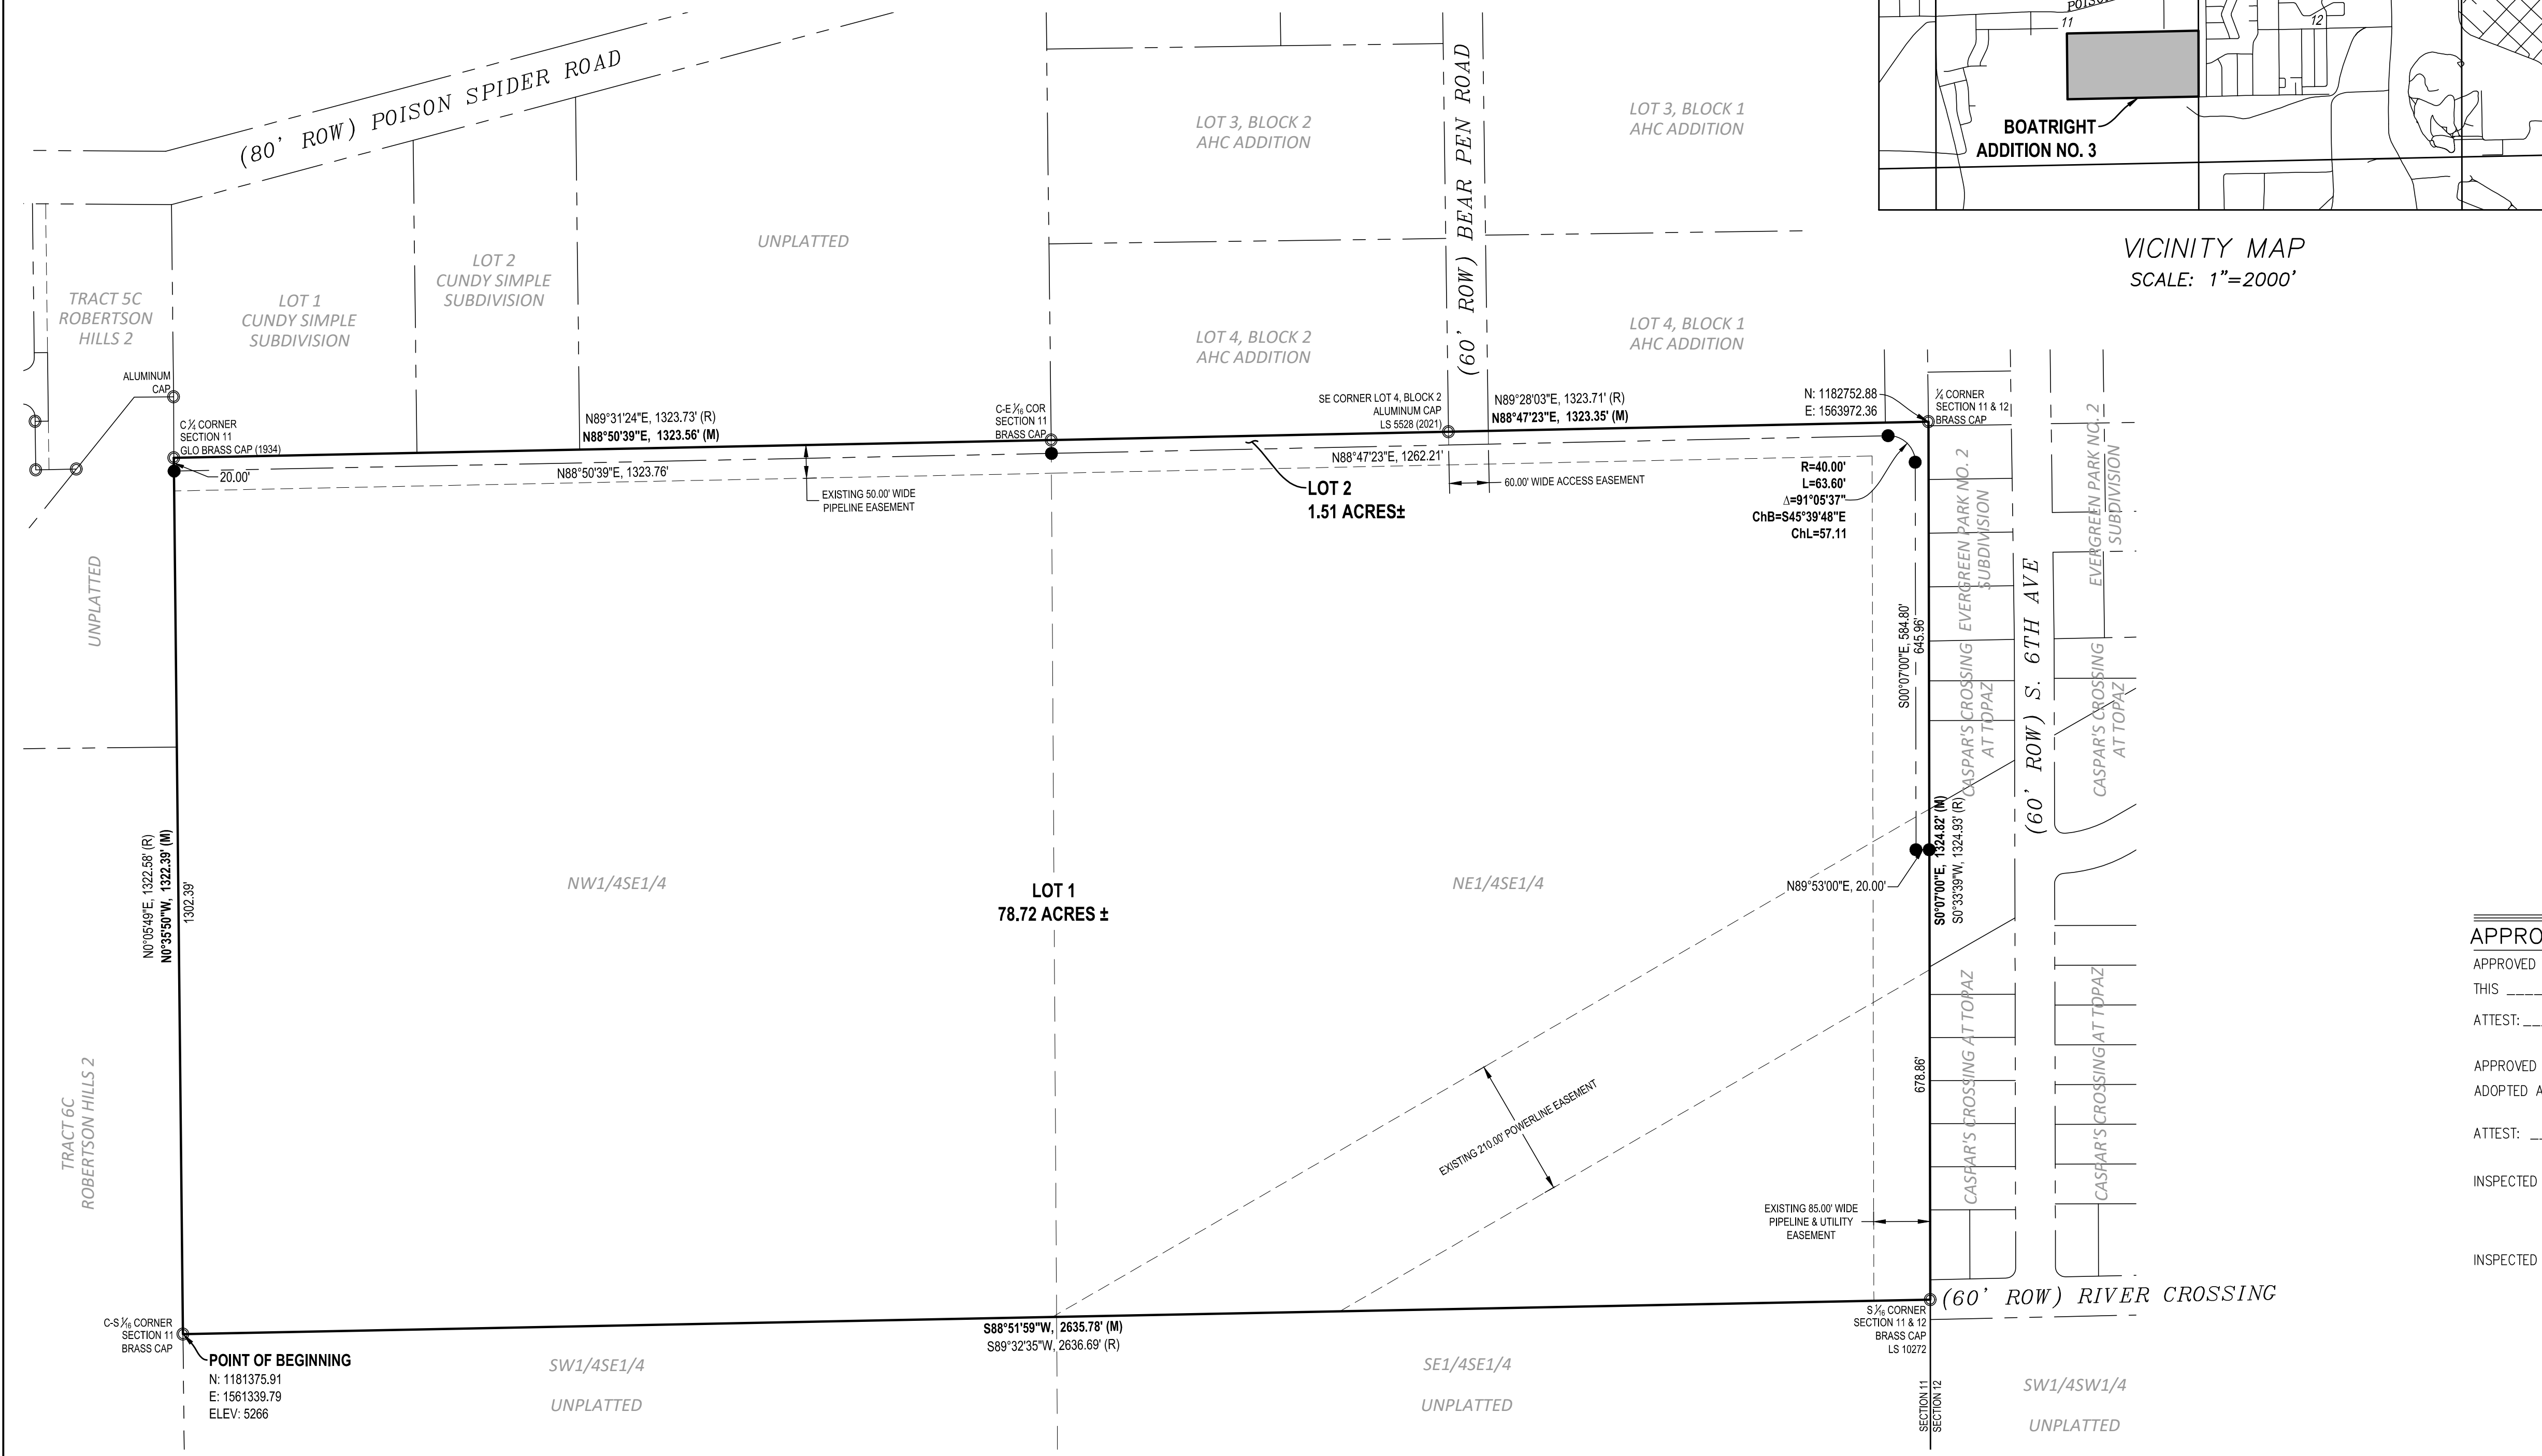 (80' ROW) POISON SPIDER ROAD
11
12
BOATRIGHT
ADDITION NO. 3
VICINITY MAP
SCALE: 1"=2000'
LOT 3, BLOCK 2
AHC ADDITION
(60' ROW) BEAR PEN ROAD
LOT 3, BLOCK 1
AHC ADDITION
UNPLATTED
LOT 2
CUNDY SIMPLE
SUBDIVISION
TRACT 5C
ROBERTSON
HILLS 2
LOT 1
CUNDY SIMPLE
SUBDIVISION
LOT 4, BLOCK 2
AHC ADDITION
LOT 4, BLOCK 1
AHC ADDITION
ALUMINUM
CAP
C 1/4 CORNER
SECTION 11
GLO BRASS CAP (1934)
N89°31'24"E, 1323.73' (R)
N88°50'39"E, 1323.56' (M)
C-E 1/16 COR
SECTION 11
BRASS CAP
SE CORNER LOT 4, BLOCK 2
ALUMINUM CAP
LS 5528 (2021)
N89°28'03"E, 1323.71' (R)
N88°47'23"E, 1323.35' (M)
N: 1182752.88
E: 1563972.36
1/4 CORNER
SECTION 11 & 12
BRASS CAP
20.00'
N88°50'39"E, 1323.76'
EXISTING 50.00' WIDE
PIPELINE EASEMENT
N88°47'23"E, 1262.21'
LOT 2
1.51 ACRES±
60.00' WIDE ACCESS EASEMENT
R=40.00'
L=63.60'
Δ=91°05'37"
ChB=S45°39'48"E
ChL=57.11
EVERGREEN PARK NO. 2
SUBDIVISION
EVERGREEN PARK NO. 2
SUBDIVISION
UNPLATTED
S00°07'00"E, 584.80'
645.96'
CASPAR'S CROSSING
AT TOPAZ
(60' ROW) S. 6TH AVE
CASPAR'S CROSSING
AT TOPAZ
N0°05'49"E, 1322.58' (R)
N0°35'50"W, 1322.39' (M)
1302.39'
NW1/4SE1/4
LOT 1
78.72 ACRES ±
NE1/4SE1/4
N89°53'00"E, 20.00'
S0°07'00"E, 1324.82' (M)
S0°33'39"W, 1324.93' (R)
678.86'
CASPAR'S CROSSING AT TOPAZ
CASPAR'S CROSSING AT TOPAZ
TRACT 6C
ROBERTSON HILLS 2
EXISTING 210.00' POWERLINE EASEMENT
EXISTING 85.00' WIDE
PIPELINE & UTILITY
EASEMENT
APPROVED
THIS ____
ATTEST: __
APPROVED
ADOPTED
ATTEST: __
INSPECTED
INSPECTED
(60' ROW) RIVER CROSSING
C-S 1/16 CORNER
SECTION 11
BRASS CAP
POINT OF BEGINNING
N: 1181375.91
E: 1561339.79
ELEV: 5266
S88°51'59"W, 2635.78' (M)
S89°32'35"W, 2636.69' (R)
S 1/16 CORNER
SECTION 11 & 12
BRASS CAP
LS 10272
SW1/4SE1/4
UNPLATTED
SE1/4SE1/4
UNPLATTED
SECTION 11
SECTION 12
SW1/4SW1/4
UNPLATTED